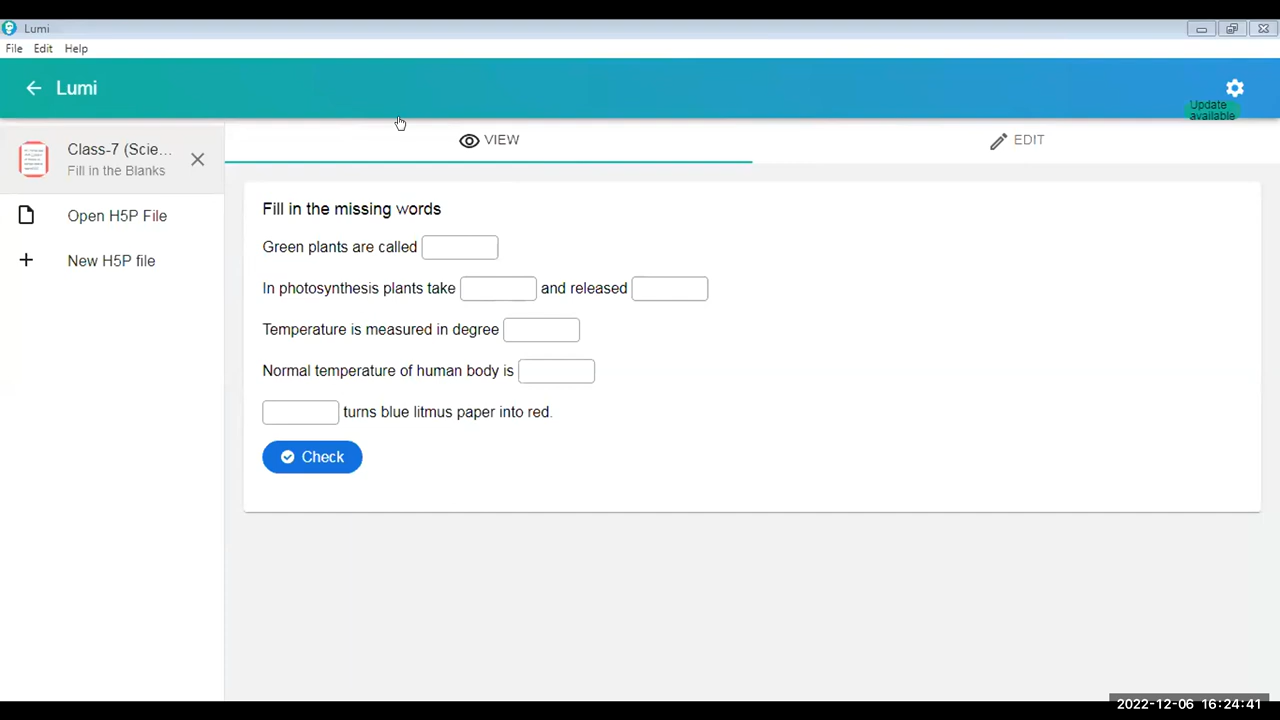 Lumi
File Edit Help
Lumi
Update
available
Class-7 (Scie...
Fill in the Blanks
Open H5P File
New H5P file
VIEW
EDIT
Fill in the missing words
Green plants are called
In photosynthesis plants take and released
Temperature is measured in degree
Normal temperature of human body is
turns blue litmus paper into red.
Check
2022-12-06 16:24:41